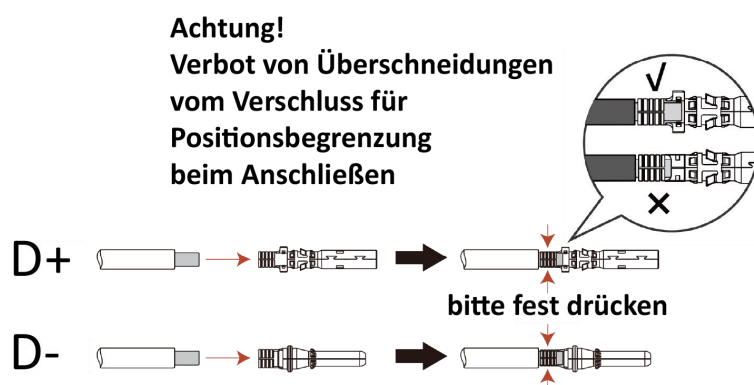 Achtung!
Verbot von Überschneidungen
vom Verschluss für
Positionsbegrenzung
beim Anschließen
D+
bitte fest drücken
D-